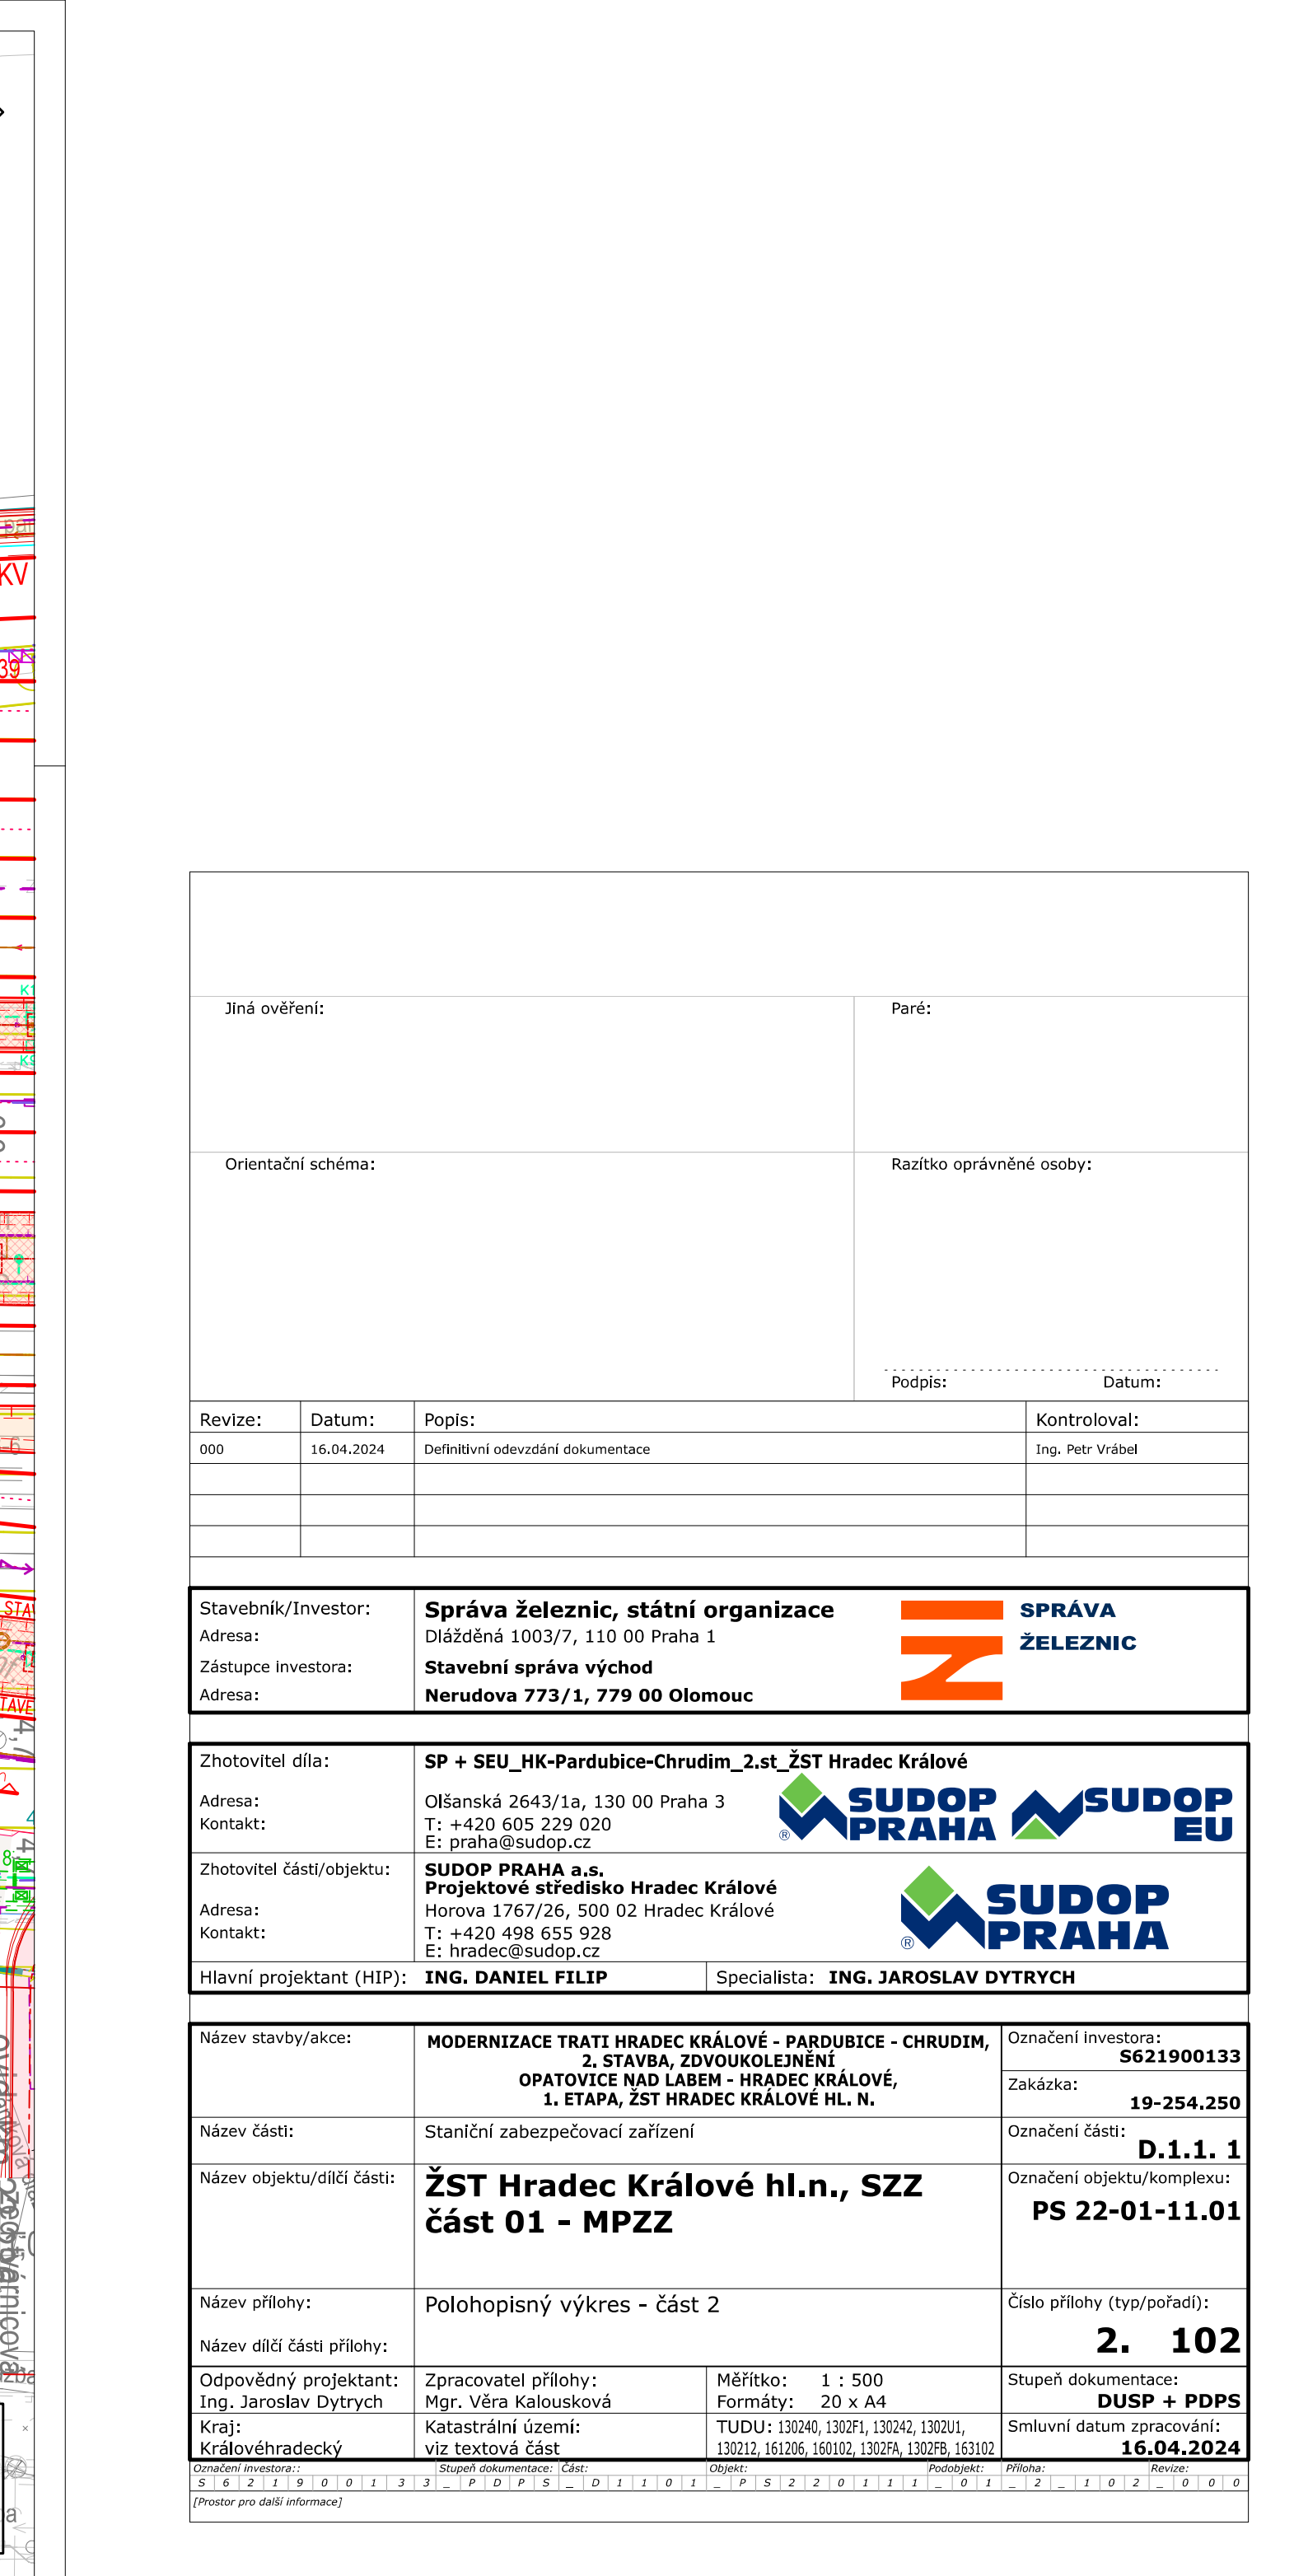 KV
39
K1
K9
6
STAV
TAVE
8
Jiná ověření:
Paré:
Orientační schéma:
Razítko oprávněné osoby:
Podpis: Datum:
Revize: Datum: Popis: Kontroloval:
000 16.04.2024 Definitivní odevzdání dokumentace Ing. Petr Vrábel
Stavebník/Investor: Správa železnic, státní organizace
Adresa: Dlážděná 1003/7, 110 00 Praha 1
Zástupce investora: Stavební správa východ
Adresa: Nerudova 773/1, 779 00 Olomouc
SPRÁVA
ŽELEZNIC
Zhotovitel díla: SP + SEU_HK-Pardubice-Chrudim_2.st_ŽST Hradec Králové
Adresa: Olšanská 2643/1a, 130 00 Praha 3
Kontakt: T: +420 605 229 020
E: praha@sudop.cz
SUDOP
PRAHA
®
SUDOP
EU
Zhotovitel části/objektu: SUDOP PRAHA a.s.
Projektové středisko Hradec Králové
Adresa: Horova 1767/26, 500 02 Hradec Králové
Kontakt: T: +420 498 655 928
E: hradec@sudop.cz
SUDOP
PRAHA
®
Hlavní projektant (HIP): ING. DANIEL FILIP Specialista: ING. JAROSLAV DYTRYCH
Název stavby/akce: MODERNIZACE TRATI HRADEC KRÁLOVÉ - PARDUBICE - CHRUDIM,
2. STAVBA, ZDVOUKOLEJNĚNÍ
OPATOVICE NAD LABEM - HRADEC KRÁLOVÉ,
1. ETAPA, ŽST HRADEC KRÁLOVÉ HL. N.
Označení investora:
S621900133
Zakázka:
19-254.250
Název části: Staniční zabezpečovací zařízení
Označení části:
D.1.1. 1
Název objektu/dílčí části: ŽST Hradec Králové hl.n., SZZ
část 01 - MPZZ
Označení objektu/komplexu:
PS 22-01-11.01
Název přílohy: Polohopisný výkres - část 2
Název dílčí části přílohy:
Číslo přílohy (typ/pořadí):
2. 102
Odpovědný projektant: Zpracovatel přílohy: Měřítko: 1 : 500 Stupeň dokumentace:
Ing. Jaroslav Dytrych Mgr. Věra Kalousková Formáty: 20 x A4 DUSP + PDPS
Kraj: Katastrální území: TUDU: 130240, 1302F1, 130242, 1302U1, Smluvní datum zpracování:
Královéhradecký viz textová část 130212, 161206, 160102, 1302FA, 1302FB, 163102 16.04.2024
Označení investora:: Stupeň dokumentace: Část: Objekt: Podobjekt: Příloha: Revize:
S 6 2 1 9 0 0 1 3 3 _ P D P S _ D 1 1 0 1 _ P S 2 2 0 1 1 1 _ 0 1 _ 2 _ 1 0 2 _ 0 0 0
[Prostor pro další informace]